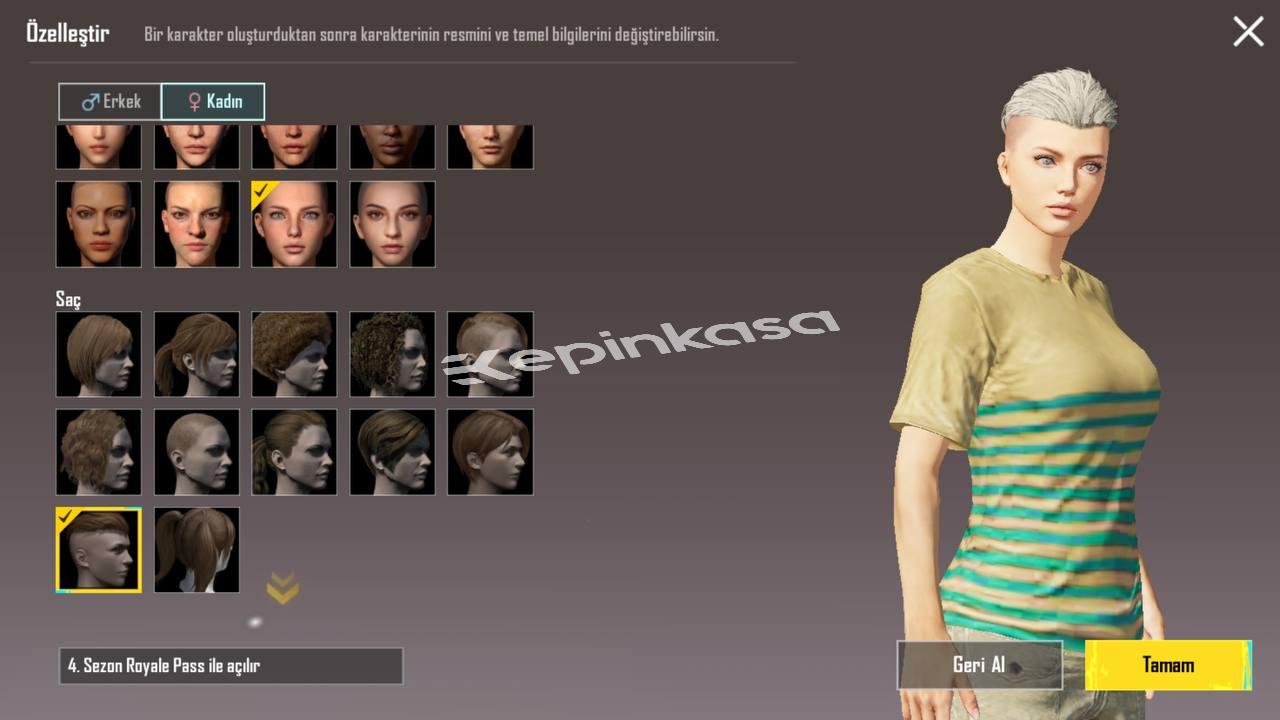 Özelleştir
Bir karakter oluşturduktan sonra karakterinin resmini ve temel bilgilerini değiştirebilirsin.
Erkek
Kadın
Saç
epinkasa
4. Sezon Royale Pass ile açılır
Geri Al
Tamam